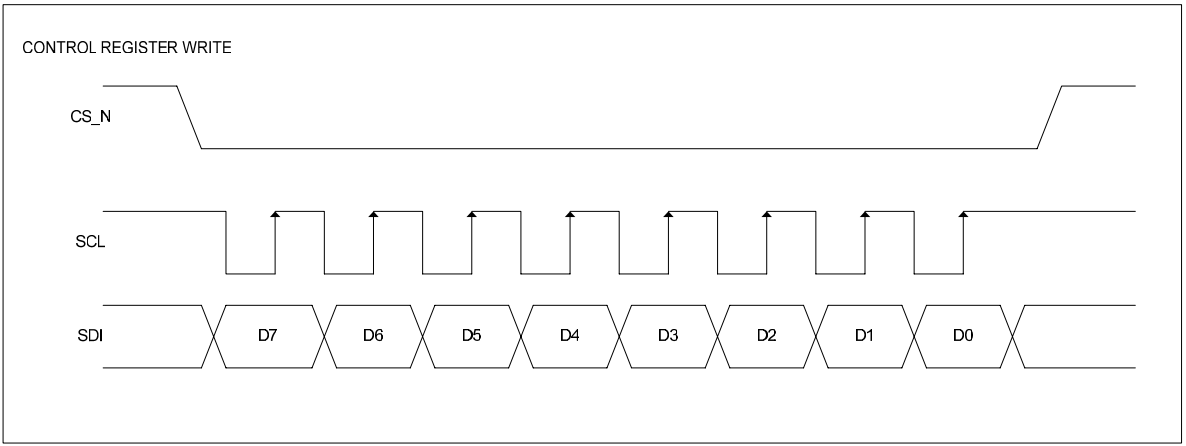 CONTROL REGISTER WRITE
CS_N
SCL
SDI D7 D6 D5 D4 D3 D2 D1 D0